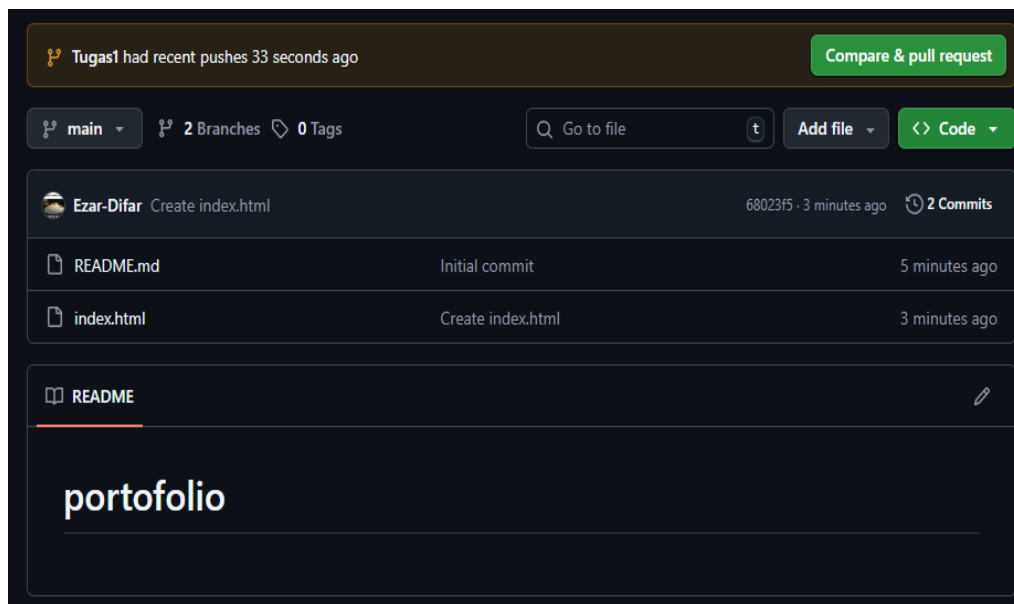 Tugas1 had recent pushes 33 seconds ago
Compare & pull request
main 2 Branches 0 Tags
Go to file t
Add file
<> Code
Ezar-Difar Create index.html 68023f5 · 3 minutes ago 2 Commits
README.md Initial commit 5 minutes ago
index.html Create index.html 3 minutes ago
README
portofolio